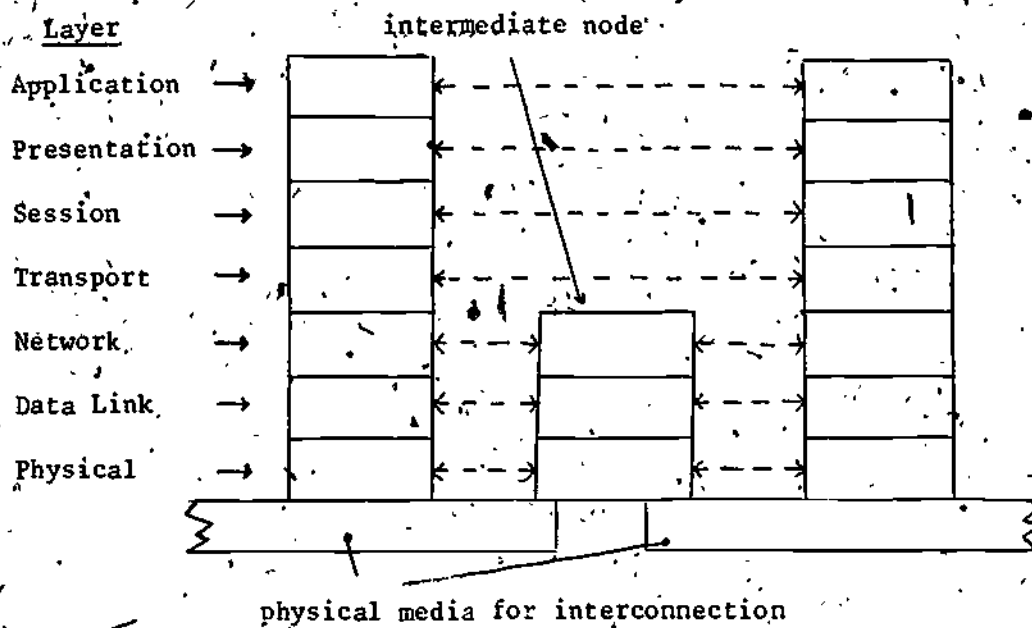 Layer
intermediate node
Application
Presentation
Session
Transport
Network
Data Link
Physical
physical media for interconnection